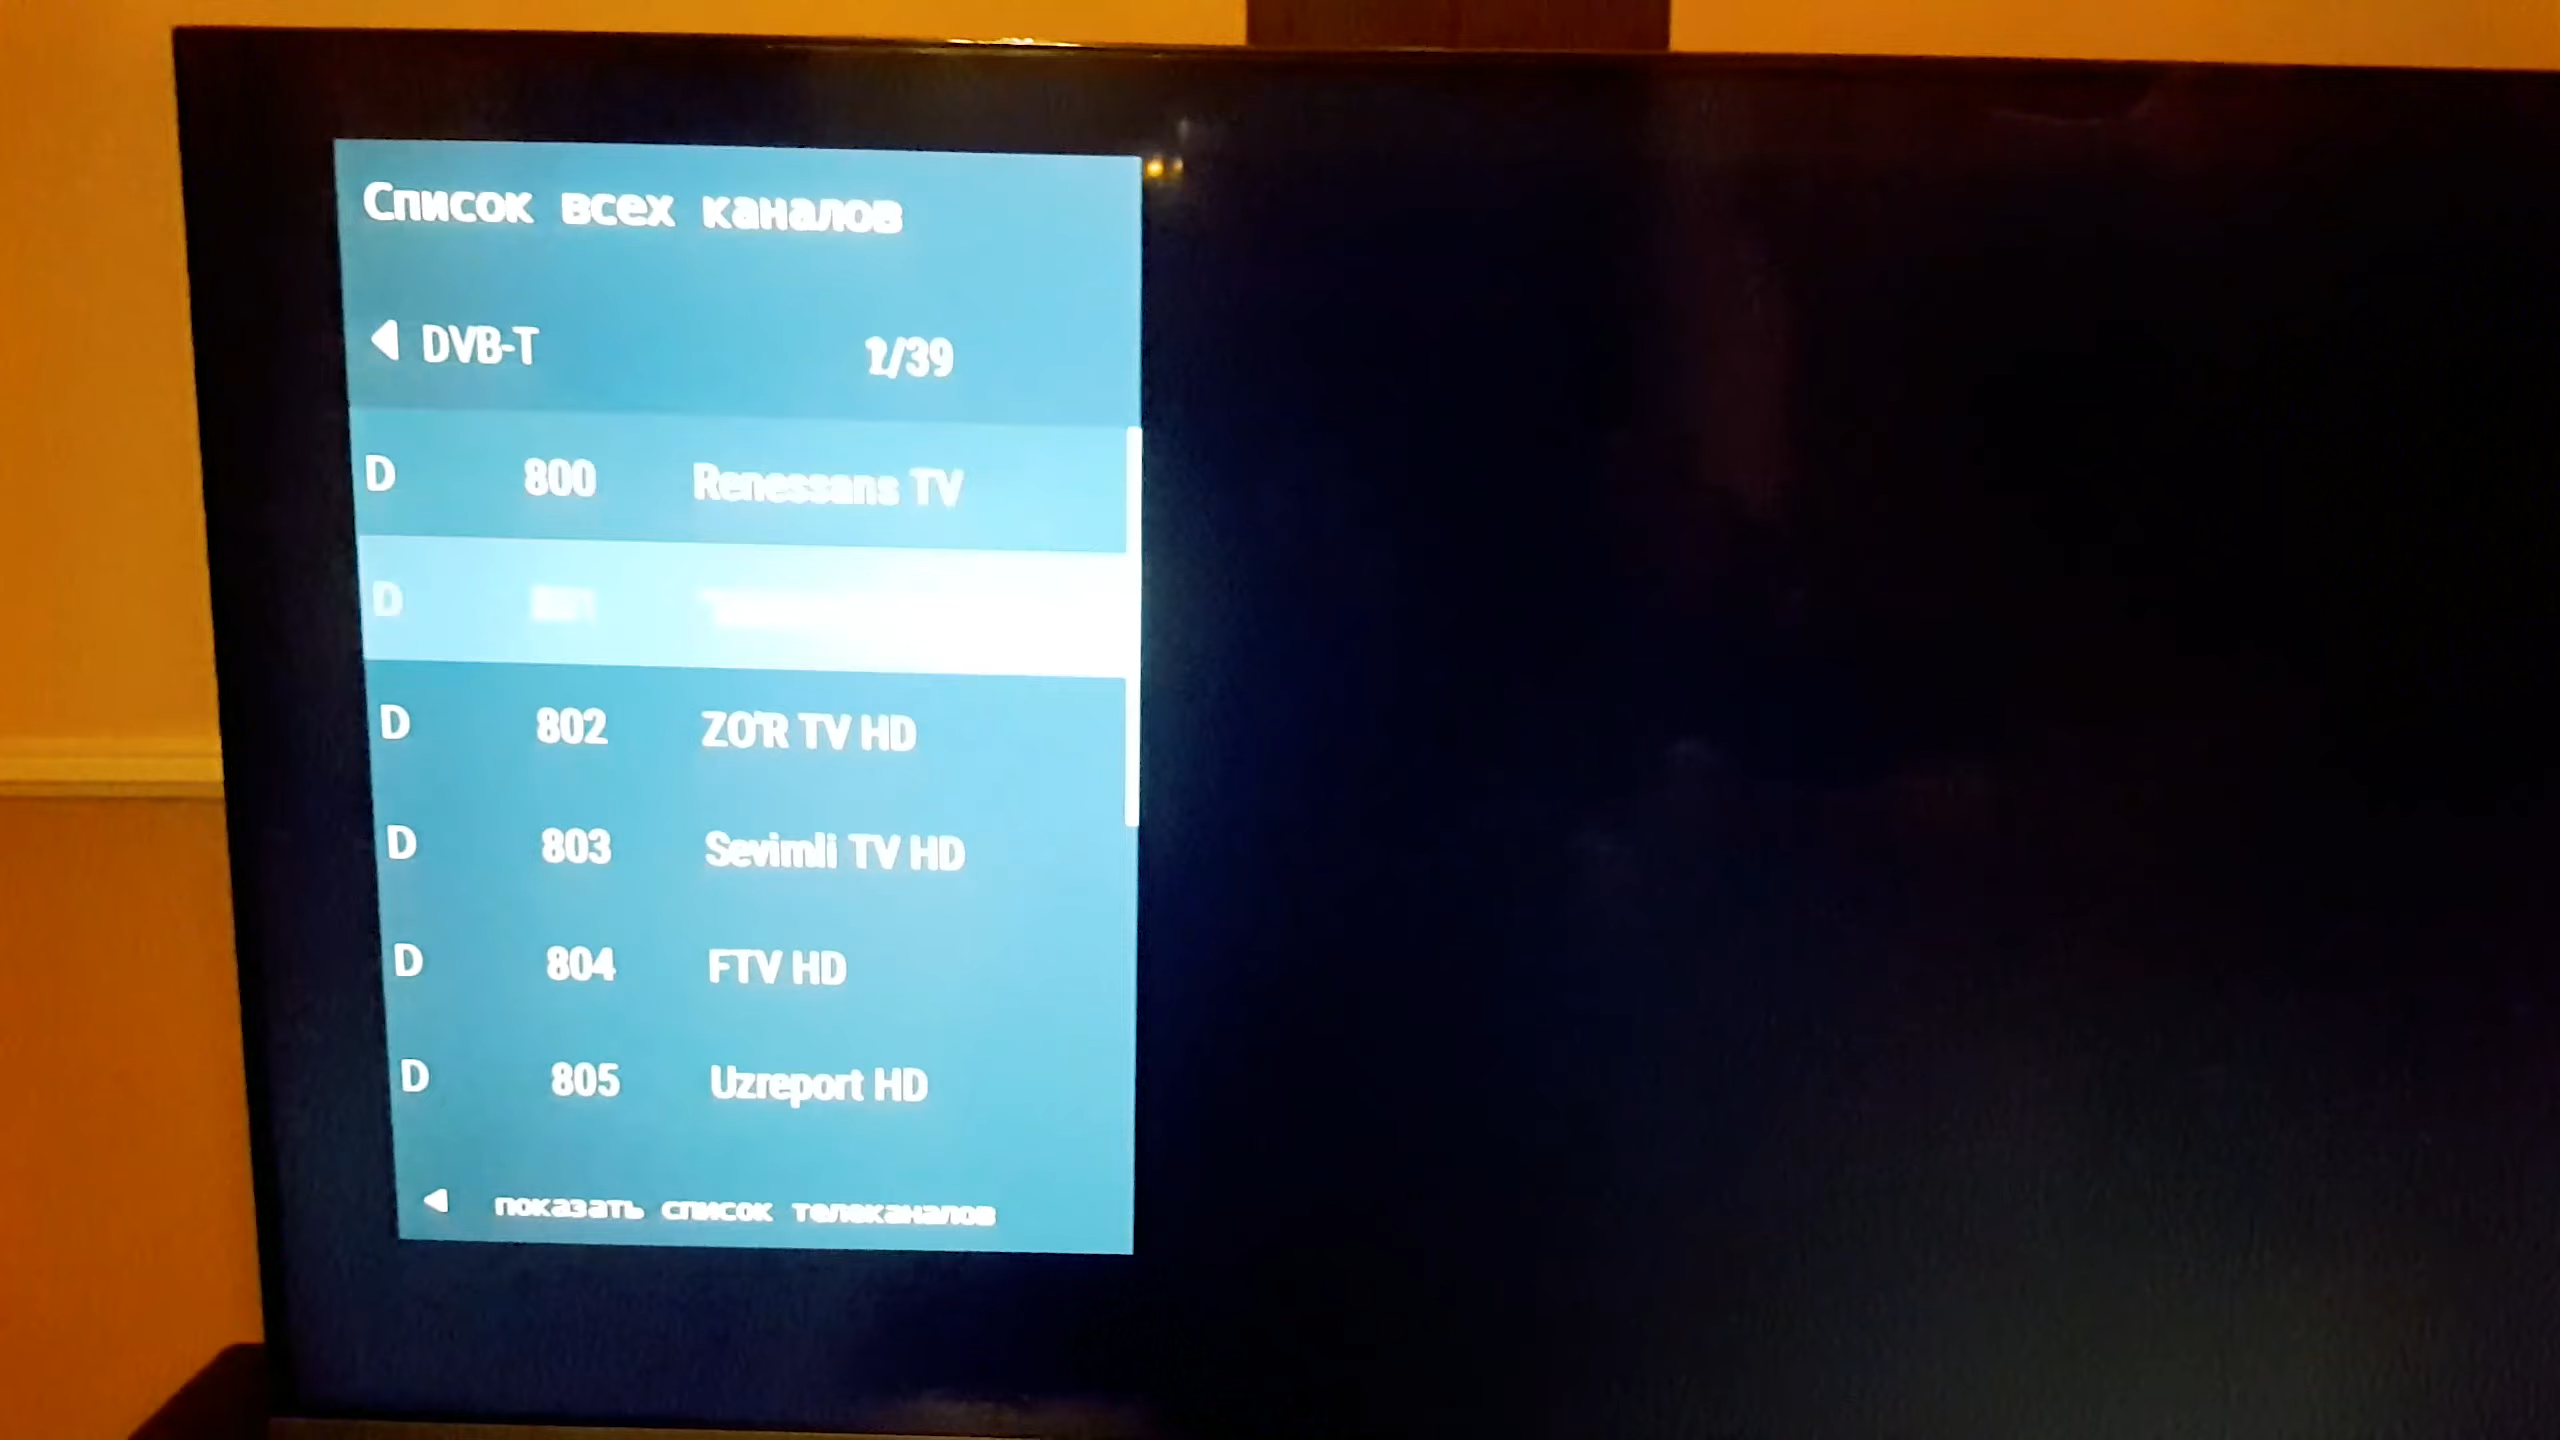 Список всех каналов
DVB-T /39
D 800 Renessans TV
D
D 802 ZO'R TV HD
D 803 Sevimli TV HD
D 804 FTV HD
D 805 Uzreport HD
показать список телеканалов